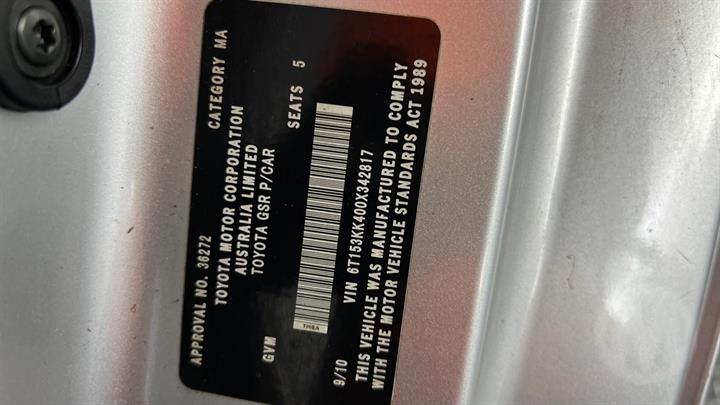 APPROVAL NO. 36272 CATEGORY MA
TOYOTA MOTOR CORPORATION
AUSTRALIA LIMITED
TOYOTA GSR P/CAR
GVM SEATS 5
9/10 VIN 6T153KK400X342817
THIS VEHICLE WAS MANUFACTURED TO COMPLY
WITH THE MOTOR VEHICLE STANDARDS ACT 1989